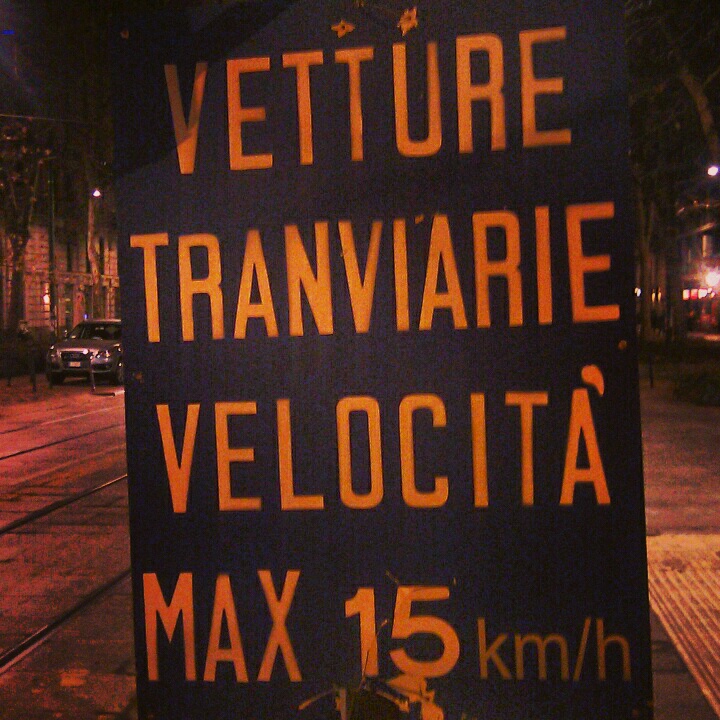 VETTURE
TRANVIARIE
VELOCITÀ
MAX 15 km/h